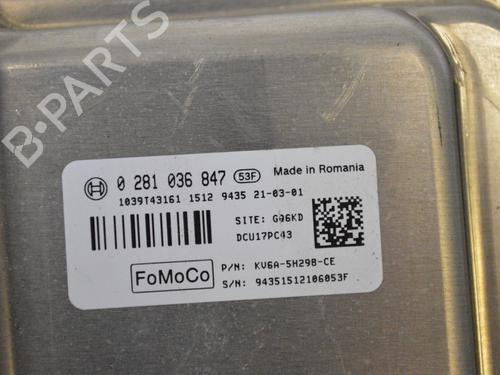 B-PARTS
0 281 036 847 53F Made in Romania
1039T43161 1512 9435 21-03-01
SITE: G06KD
DCU17PC43
FoMoCo
P/N: KV6A-5H298-CE
S/N: 94351512106053F